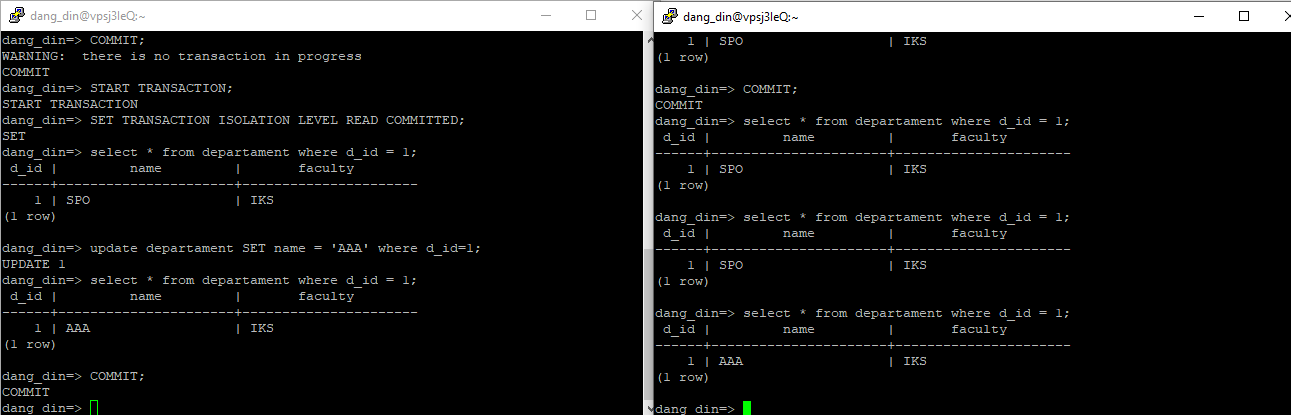 dang_din@vpsj3leQ:~
dang_din=> COMMIT;
WARNING:  there is no transaction in progress
COMMIT
dang_din=> START TRANSACTION;
START TRANSACTION
dang_din=> SET TRANSACTION ISOLATION LEVEL READ COMMITTED;
SET
dang_din=> select * from departament where d_id = 1;
 d_id |         name         |       faculty
------+----------------------+----------------------
    1 | SPO                  | IKS
(1 row)
dang_din=> update departament SET name = 'AAA' where d_id=1;
UPDATE 1
dang_din=> select * from departament where d_id = 1;
 d_id |         name         |       faculty
------+----------------------+----------------------
    1 | AAA                  | IKS
(1 row)
dang_din=> COMMIT;
COMMIT
dang_din=>
dang_din@vpsj3leQ:~
    1 | SPO                  | IKS
(1 row)
dang_din=> COMMIT;
COMMIT
dang_din=> select * from departament where d_id = 1;
 d_id |         name         |       faculty
------+----------------------+----------------------
    1 | SPO                  | IKS
(1 row)
dang_din=> select * from departament where d_id = 1;
 d_id |         name         |       faculty
------+----------------------+----------------------
    1 | SPO                  | IKS
(1 row)
dang_din=> select * from departament where d_id = 1;
 d_id |         name         |       faculty
------+----------------------+----------------------
    1 | AAA                  | IKS
(1 row)
dang_din=>